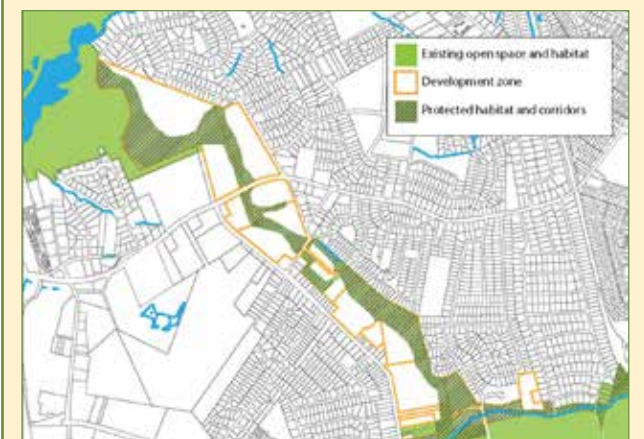 Existing open space and habitat
Development zone
Protected habitat and corridors